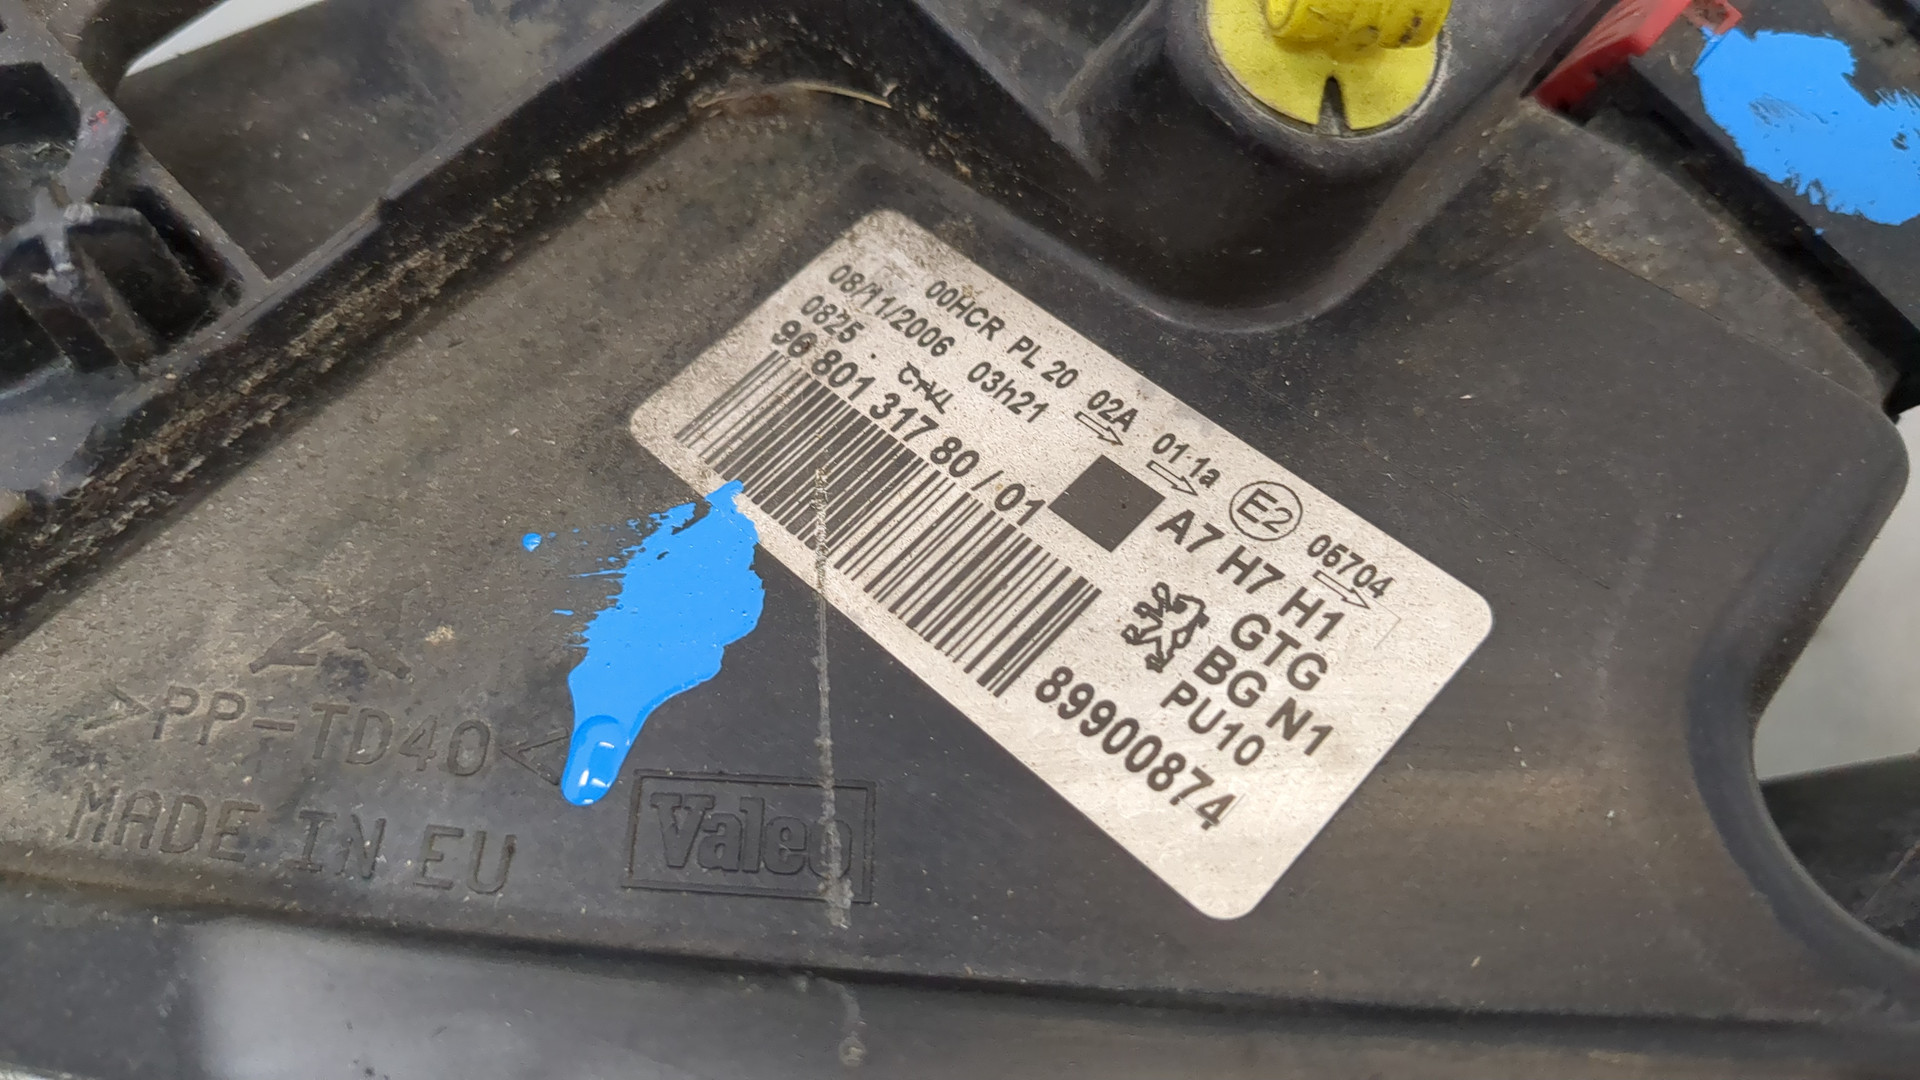 00HCR PL 20 02A 01 1a E2 06704
08/11/2006 03h21
0825
96 801 317 80 / 01
A7 H7 H1
GTG
BG N1
PU10
89900874
>PP-TD40<
MADE IN EU
Valeo